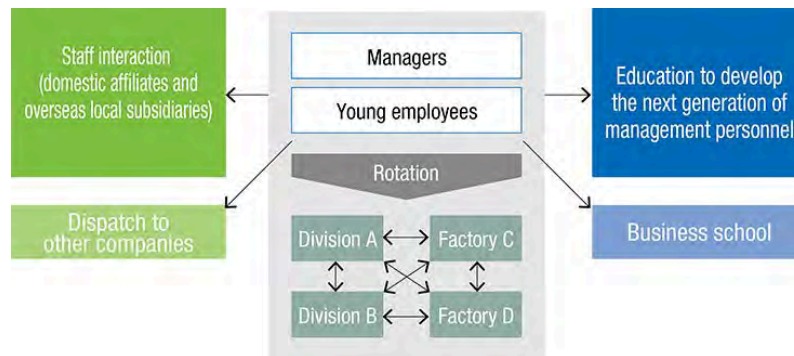 Staff interaction
(domestic affiliates and
overseas local subsidiaries)
Dispatch to
other companies
Managers
Young employees
Rotation
Division A
Factory C
Division B
Factory D
Education to develop
the next generation of
management personnel
Business school